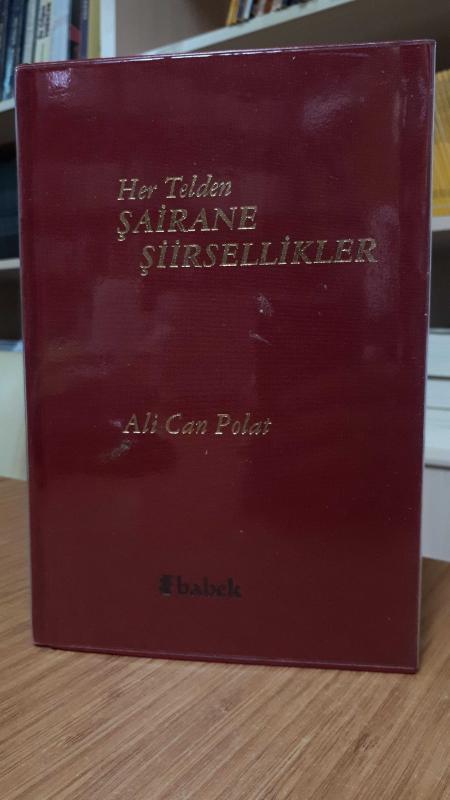 Her Telden
ŞAİRANE
ŞİİRSELLİKLER
Ali Can Polat
babek